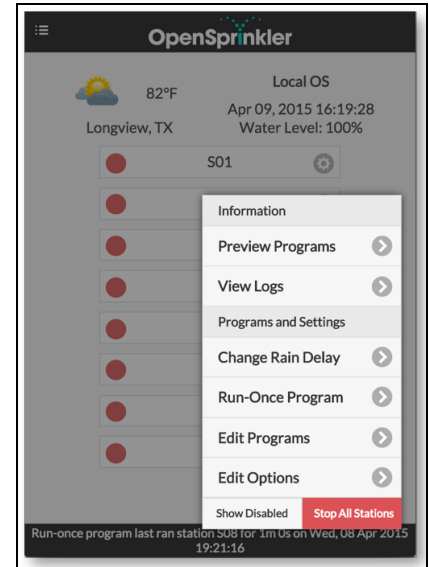 OpenSprinkler
82°F
Longview, TX
Local OS
Apr 09, 2015 16:19:28
Water Level: 100%
S01
Information
Preview Programs
View Logs
Programs and Settings
Change Rain Delay
Run-Once Program
Edit Programs
Edit Options
Show Disabled
Stop All Stations
Run-once program last ran station S08 for 1m 0s on Wed, 08 Apr 2015
19:21:16